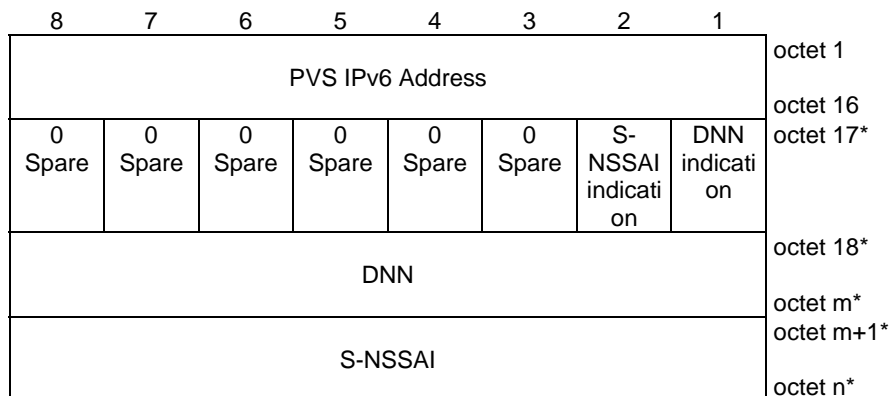 8 7 6 5 4 3 2 1
PVS IPv6 Address
octet 1
octet 16
0 0 0 0 0 0 S- DNN octet 17*
Spare Spare Spare Spare Spare Spare NSSAI indicati
indicati on
on
DNN
octet 18*
octet m*
S-NSSAI
octet m+1*
octet n*